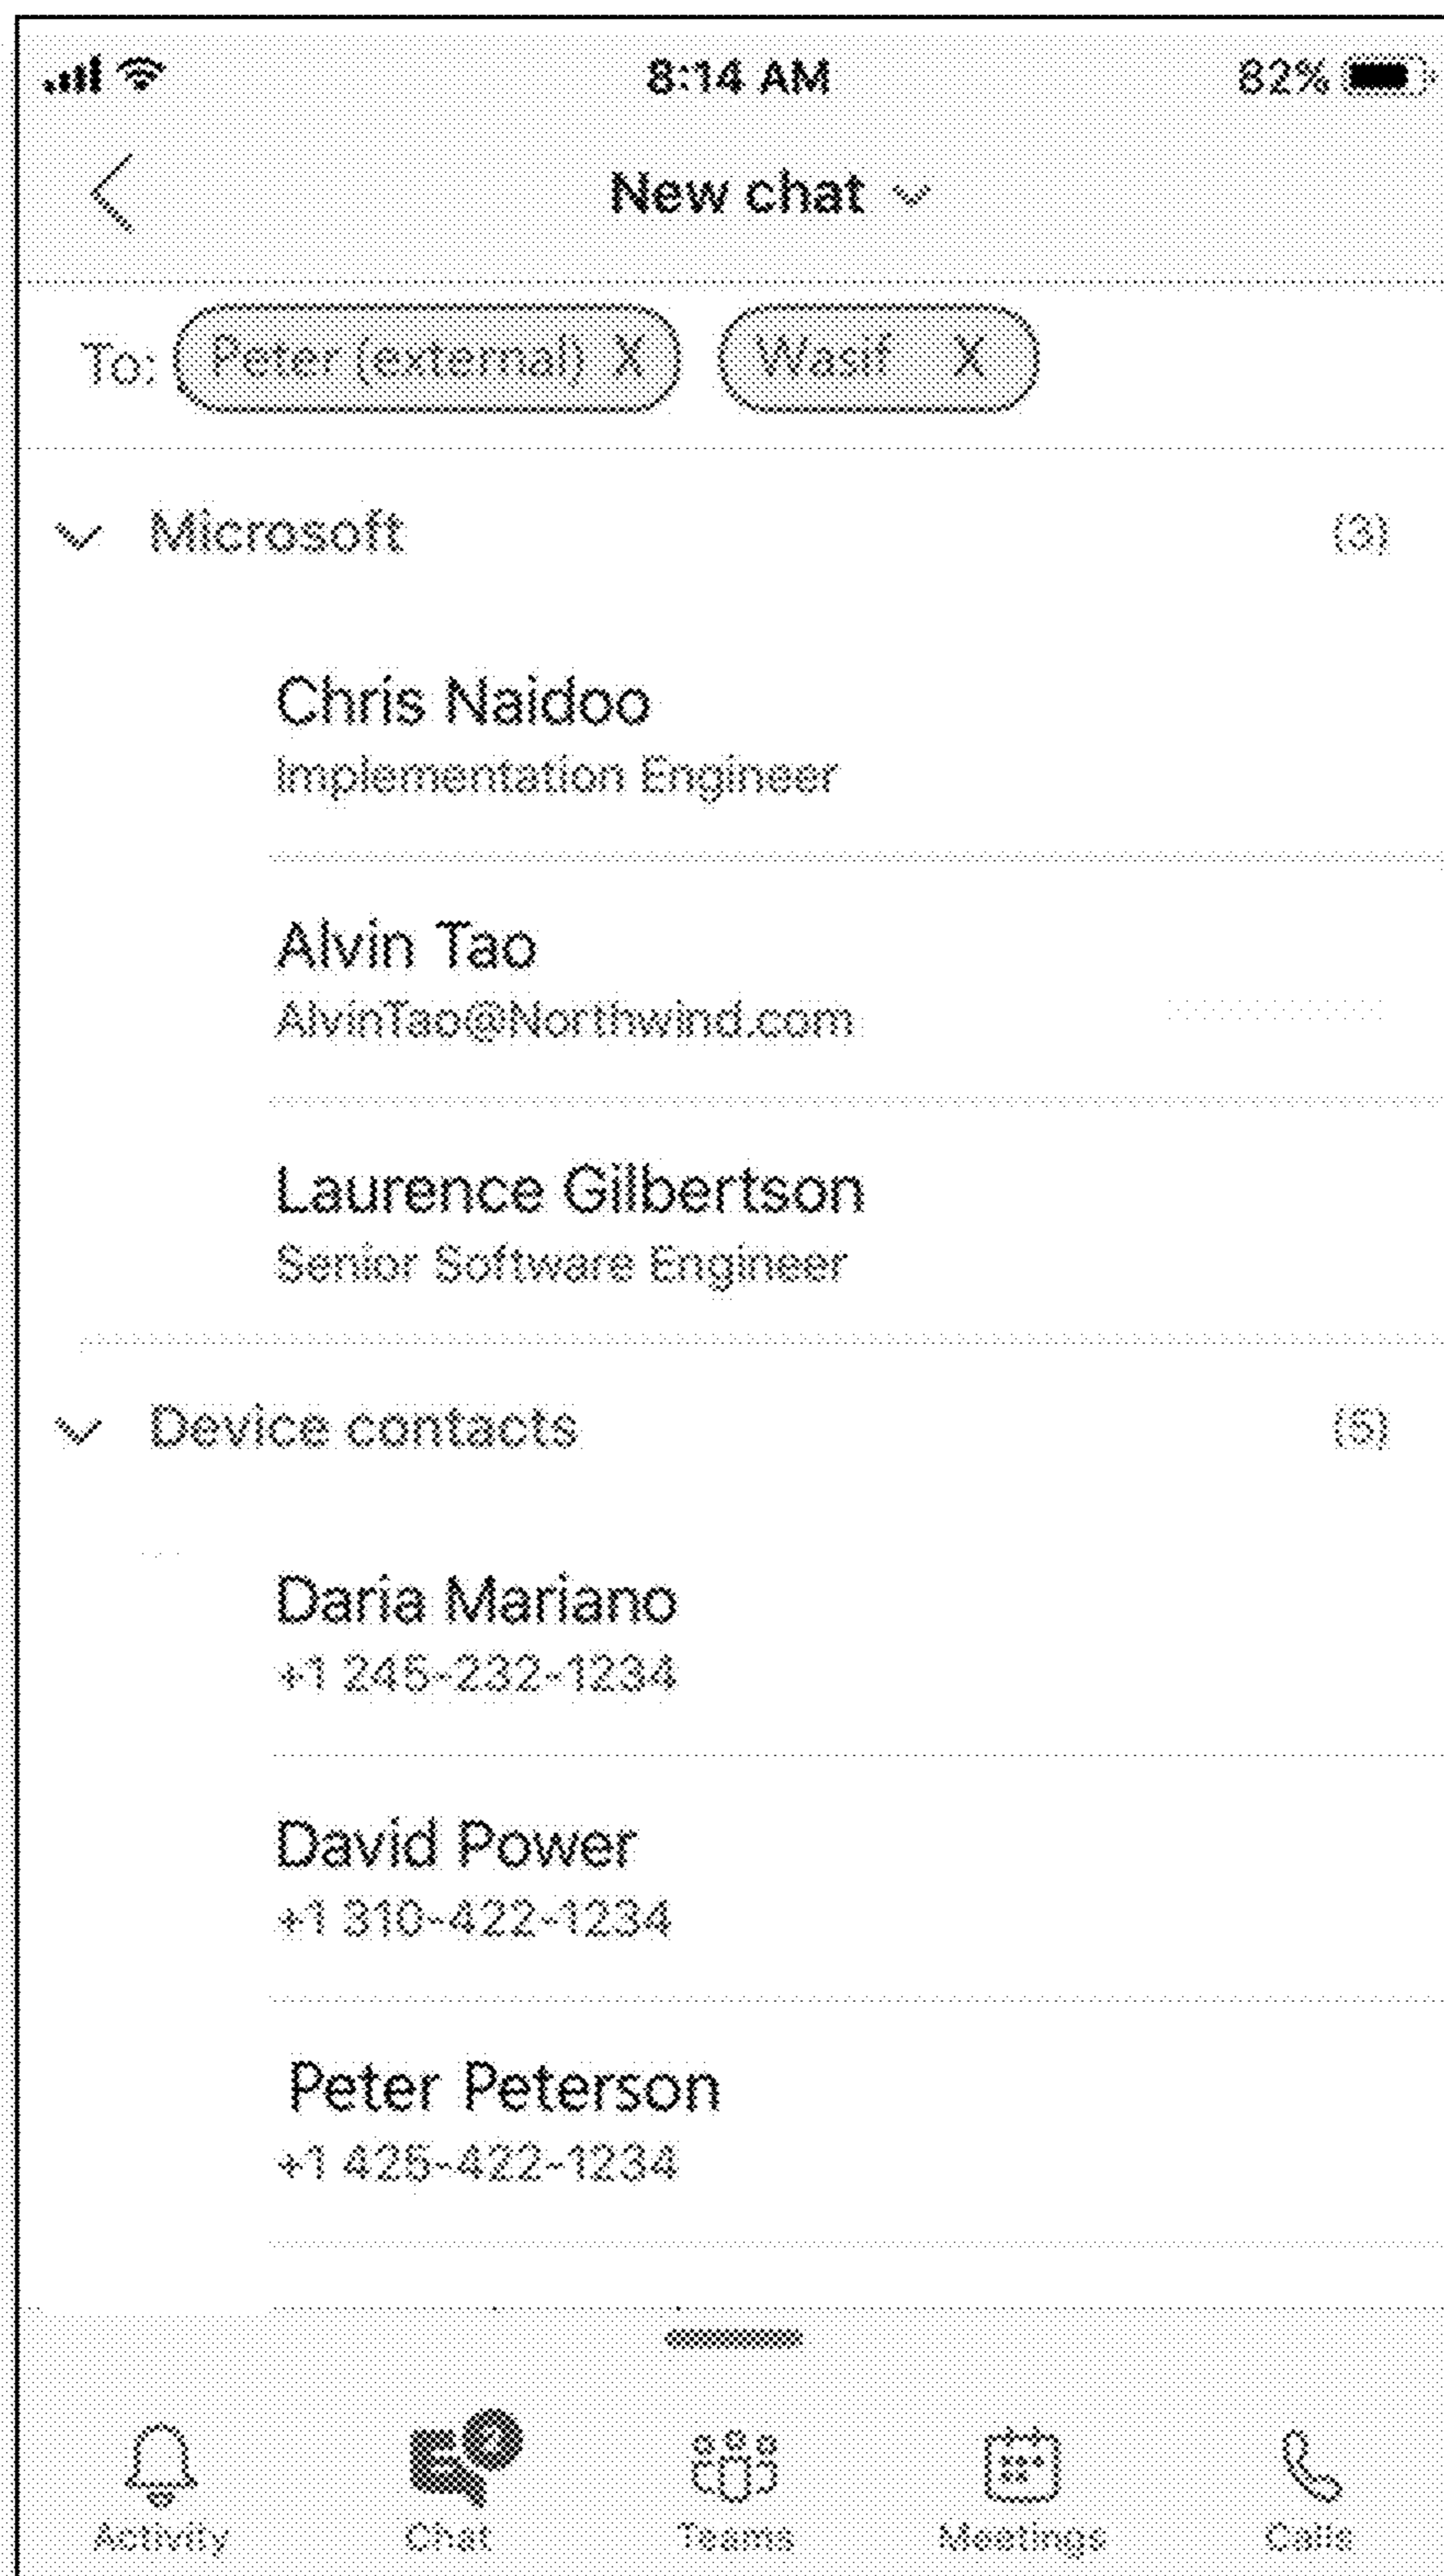 8:14 AM 82%
New chat
To: Peter (external) X Wasif X
Microsoft (3)
Chris Naidoo
Implementation Engineer
Alvin Tao
AlvinTao@Northwind.com
Laurence Gilbertson
Senior Software Engineer
Device contacts (5)
Daria Mariano
+1 245-232-1234
David Power
+1 310-422-1234
Peter Peterson
+1 425-422-1234
Activity Chat Teams Meetings Calls